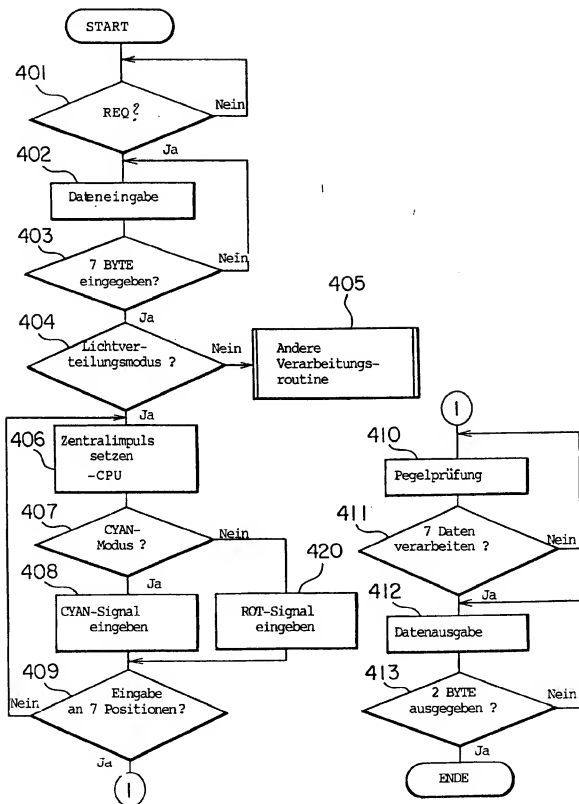 START
401
REQ?
Nein
Ja
402
Dateneingabe
403
7 BYTE
eingegeben?
Nein
Ja
404
Lichtver-
teilungsmodus ?
Nein
405
Andere
Verarbeitungs-
routine
Ja
406
Zentralimpuls
setzen
-CPU
407
CYAN-
Modus ?
Nein
Ja
408
CYAN-Signal
eingeben
420
ROT-Signal
eingeben
409
Nein
Eingabe
an 7 Positionen?
Ja
1
1
410
Pegelprüfung
411
7 Daten
verarbeiten ?
Nein
Ja
412
Datenausgabe
413
2 BYTE
ausgegeben ?
Nein
Ja
ENDE